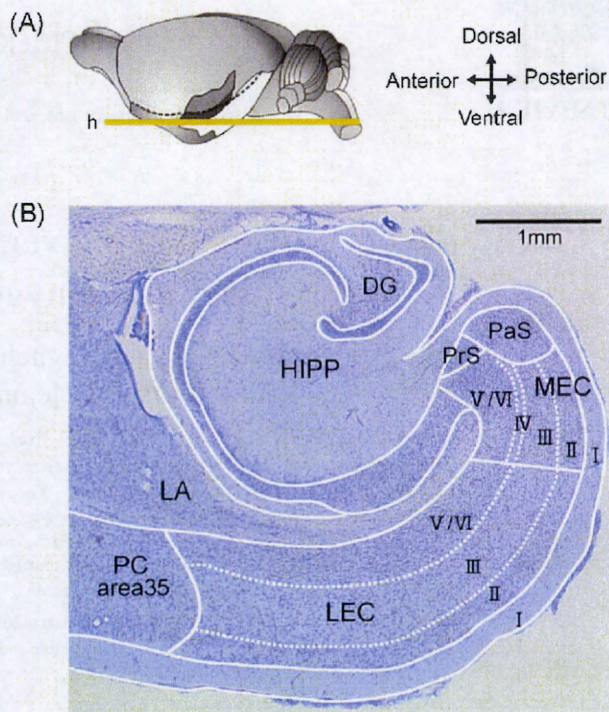 (A)
Dorsal
Anterior
Posterior
Ventral
h
(B)
1mm
DG
PaS
PrS
HIPP
MEC
Ⅴ/Ⅵ
Ⅳ
Ⅲ
Ⅱ
Ⅰ
LA
Ⅴ/Ⅵ
PC
area35
Ⅲ
LEC
Ⅱ
Ⅰ